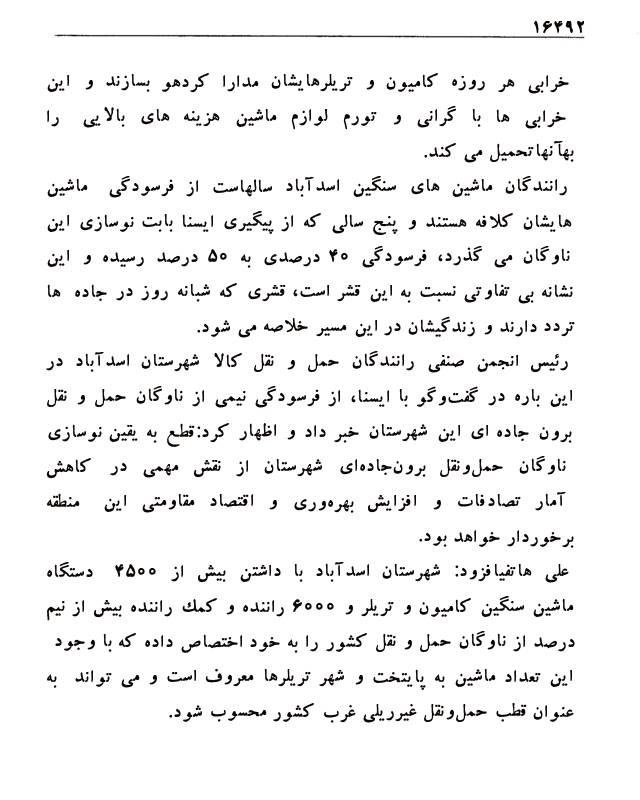 ۱۶۴۹۲
خرابی هر روزه کامیون و تریلرهایشان مدارا کردهو بسازند و این
خرابی ها با گرانی و تورم لوازم ماشین هزینه های بالایی را
بهآنهاتحمیل می کند.
رانندگان ماشین های سنگین اسدآباد سالهاست از فرسودگی ماشین
هایشان کلافه هستند و پنج سالی که از پیگیری ایسنا بابت نوسازی این
ناوگان می گذرد، فرسودگی ۴۰ درصدی به ۵۰ درصد رسیده و این
نشانه بی تفاوتی نسبت به این قشر است، قشری که شبانه روز در جاده ها
تردد دارند و زندگیشان در این مسیر خلاصه می شود.
رئیس انجمن صنفی رانندگان حمل و نقل کالا شهرستان اسدآباد در
این باره در گفت‌وگو با ایسنا، از فرسودگی نیمی از ناوگان حمل و نقل
برون جاده ای این شهرستان خبر داد و اظهار کرد:قطع به یقین نوسازی
ناوگان حمل‌ونقل برون‌جاده‌ای شهرستان از نقش مهمی در کاهش
آمار تصادفات و افزایش بهره‌وری و اقتصاد مقاومتی این منطقه
برخوردار خواهد بود.
علی هاتفیافزود: شهرستان اسدآباد با داشتن بیش از ۴۵۰۰ دستگاه
ماشین سنگین کامیون و تریلر و ۶۰۰۰ راننده و کمك راننده بیش از نیم
درصد از ناوگان حمل و نقل کشور را به خود اختصاص داده که با وجود
این تعداد ماشین به پایتخت و شهر تریلرها معروف است و می تواند به
عنوان قطب حمل‌ونقل غیرریلی غرب کشور محسوب شود.